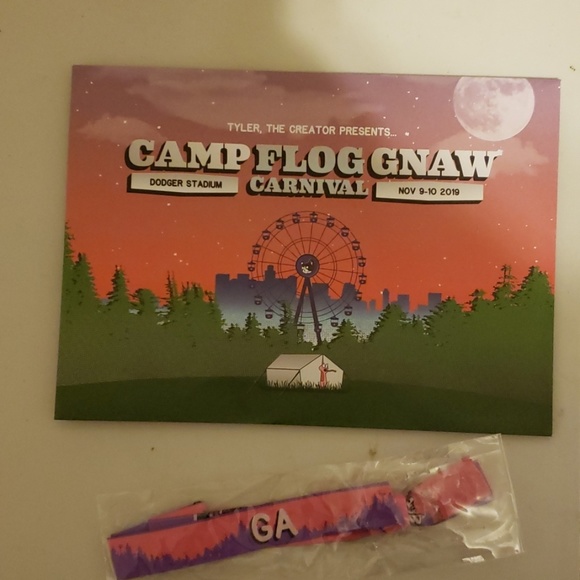 TYLER, THE CREATOR PRESENTS...
CAMP FLOG GNAW
DODGER STADIUM CARNIVAL NOV 9-10 2019
GA